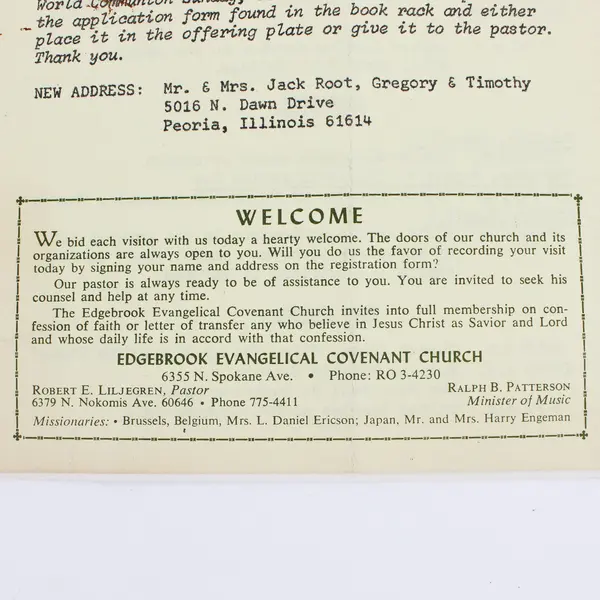 World Communion Sunday,
the application form found in the book rack and either
place it in the offering plate or give it to the pastor.
Thank you.
NEW ADDRESS: Mr. & Mrs. Jack Root, Gregory & Timothy
5016 N. Dawn Drive
Peoria, Illinois 61614
WELCOME
We bid each visitor with us today a hearty welcome. The doors of our church and its
organizations are always open to you. Will you do us the favor of recording your visit
today by signing your name and address on the registration form?
Our pastor is always ready to be of assistance to you. You are invited to seek his
counsel and help at any time.
The Edgebrook Evangelical Covenant Church invites into full membership on con-
fession of faith or letter of transfer any who believe in Jesus Christ as Savior and Lord
and whose daily life is in accord with that confession.
EDGEBROOK EVANGELICAL COVENANT CHURCH
6355 N. Spokane Ave. • Phone: RO 3-4230
ROBERT E. LILJEGREN, Pastor RALPH B. PATTERSON
6379 N. Nokomis Ave. 60646 • Phone 775-4411 Minister of Music
Missionaries: • Brussels, Belgium, Mrs. L. Daniel Ericson; Japan, Mr. and Mrs. Harry Engeman